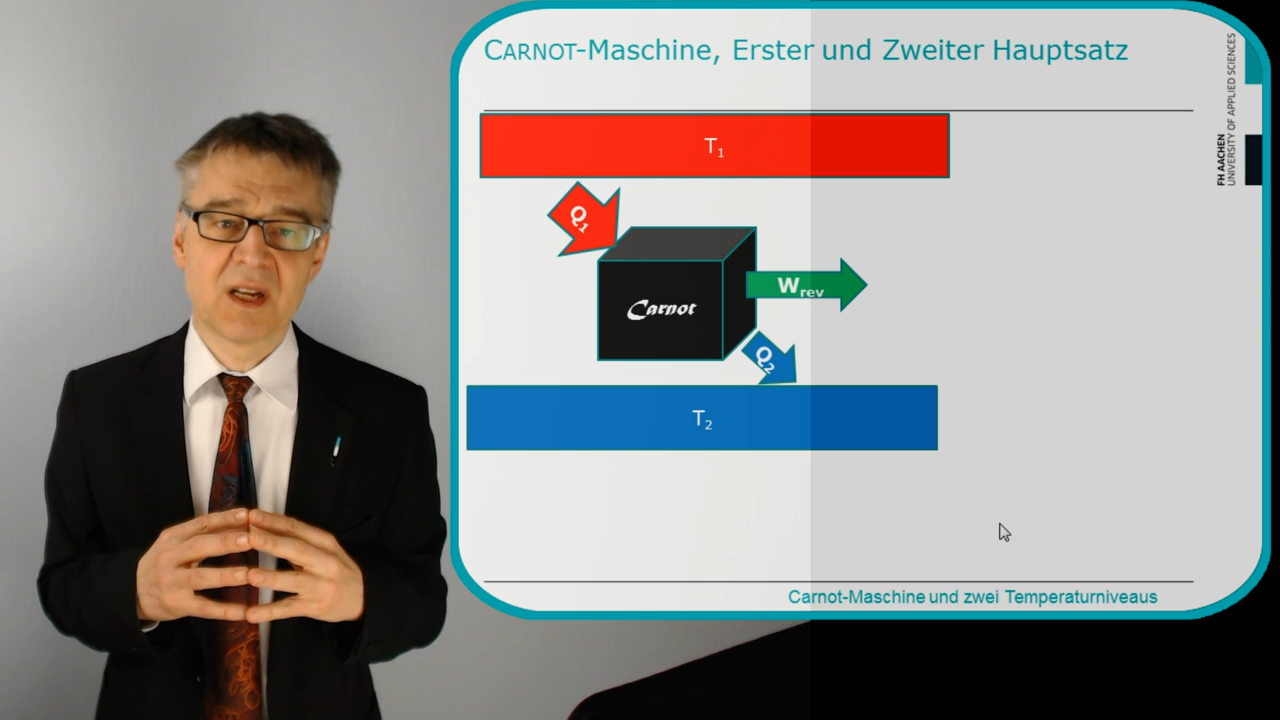 CARNOT-Maschine, Erster und Zweiter Hauptsatz
FH AACHEN
UNIVERSITY OF APPLIED SCIENCES
T1
Q1
Carnot
Wrev
Q2
T2
Carnot-Maschine und zwei Temperaturniveaus